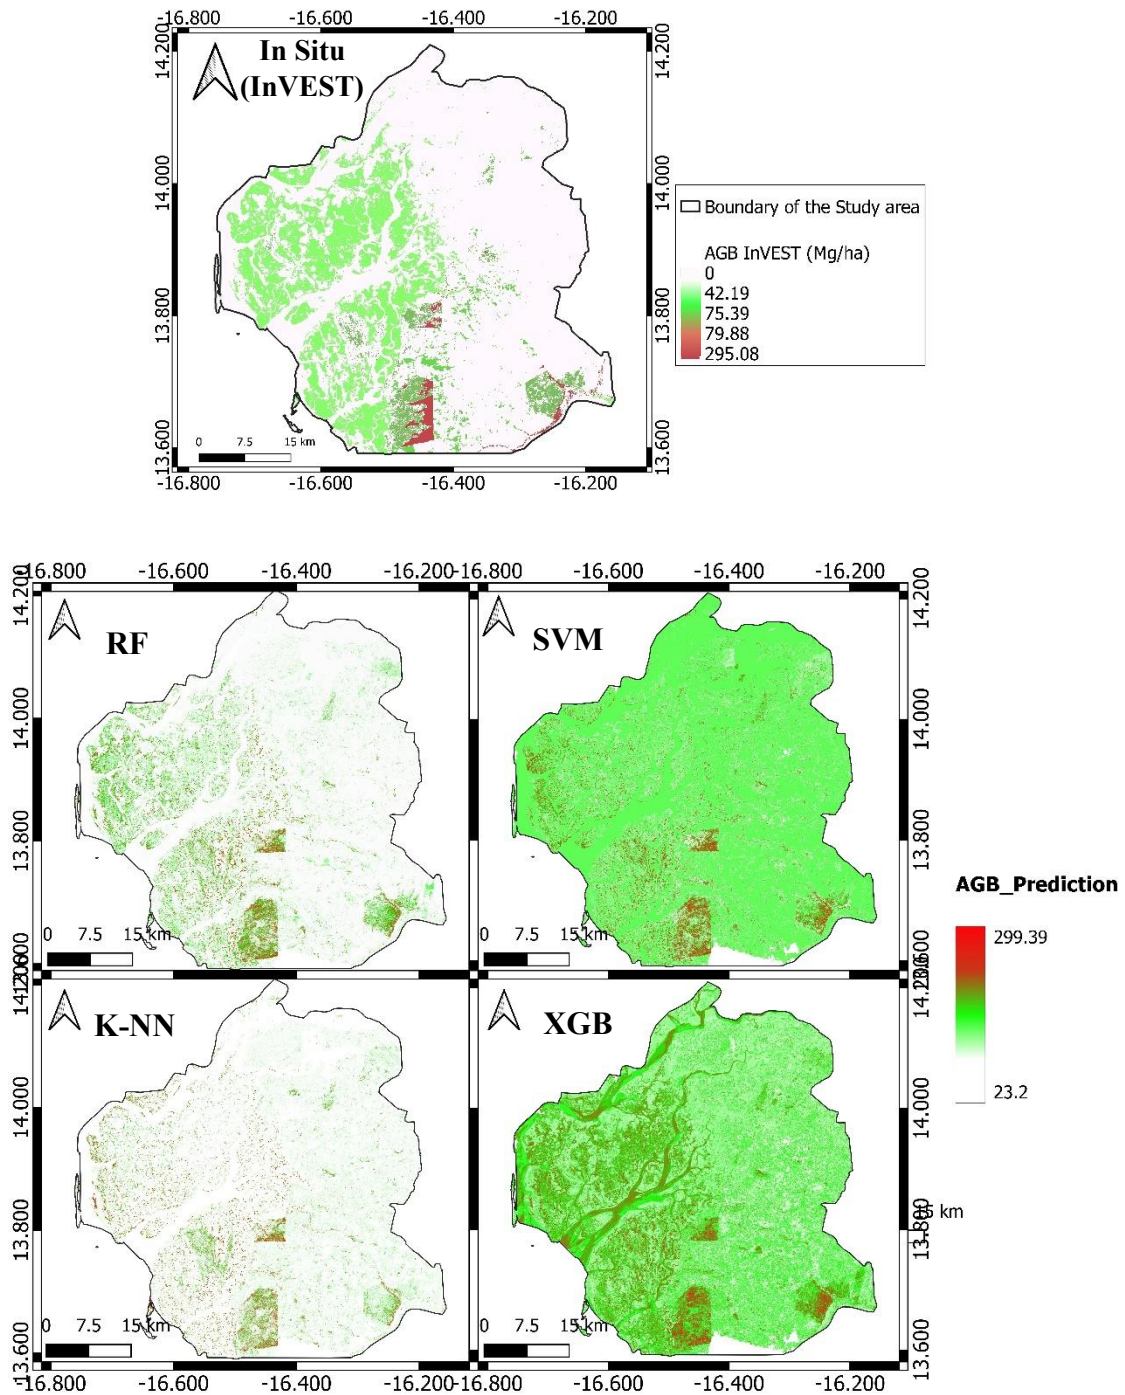 -16.800 -16.600 -16.400 -16.200
14.200
In Situ
(InVEST)
14.000
14.000
Boundary of the Study area
AGB InVEST (Mg/ha)
0
42.19
75.39
79.88
295.08
13.800
13.800
0 7.5 15 km
13.600
13.600
-16.800 -16.600 -16.400 -16.200
-16.600 -16.400 -16.200 -16.800 -16.600 -16.400 -16.200
14.200
14.200
RF
SVM
14.000
14.000
13.800
13.800
0 7.5 15 km
0 7.5 15 km
AGB_Prediction
299.39
23.2
K-NN
XGB
14.000
14.000
13.800
0 7.5 15 km
0 7.5 15 km
13.600
13.600
-16.800 -16.600 -16.400 -16.200 -16.800 -16.600 -16.400 -16.200